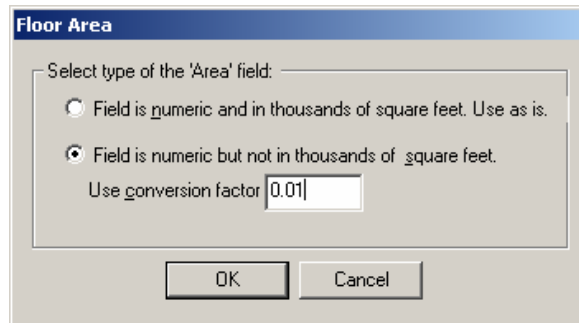 Floor Area
Select type of the 'Area' field:
Field is numeric and in thousands of square feet. Use as is.
Field is numeric but not in thousands of square feet.
Use conversion factor 0.01
OK Cancel